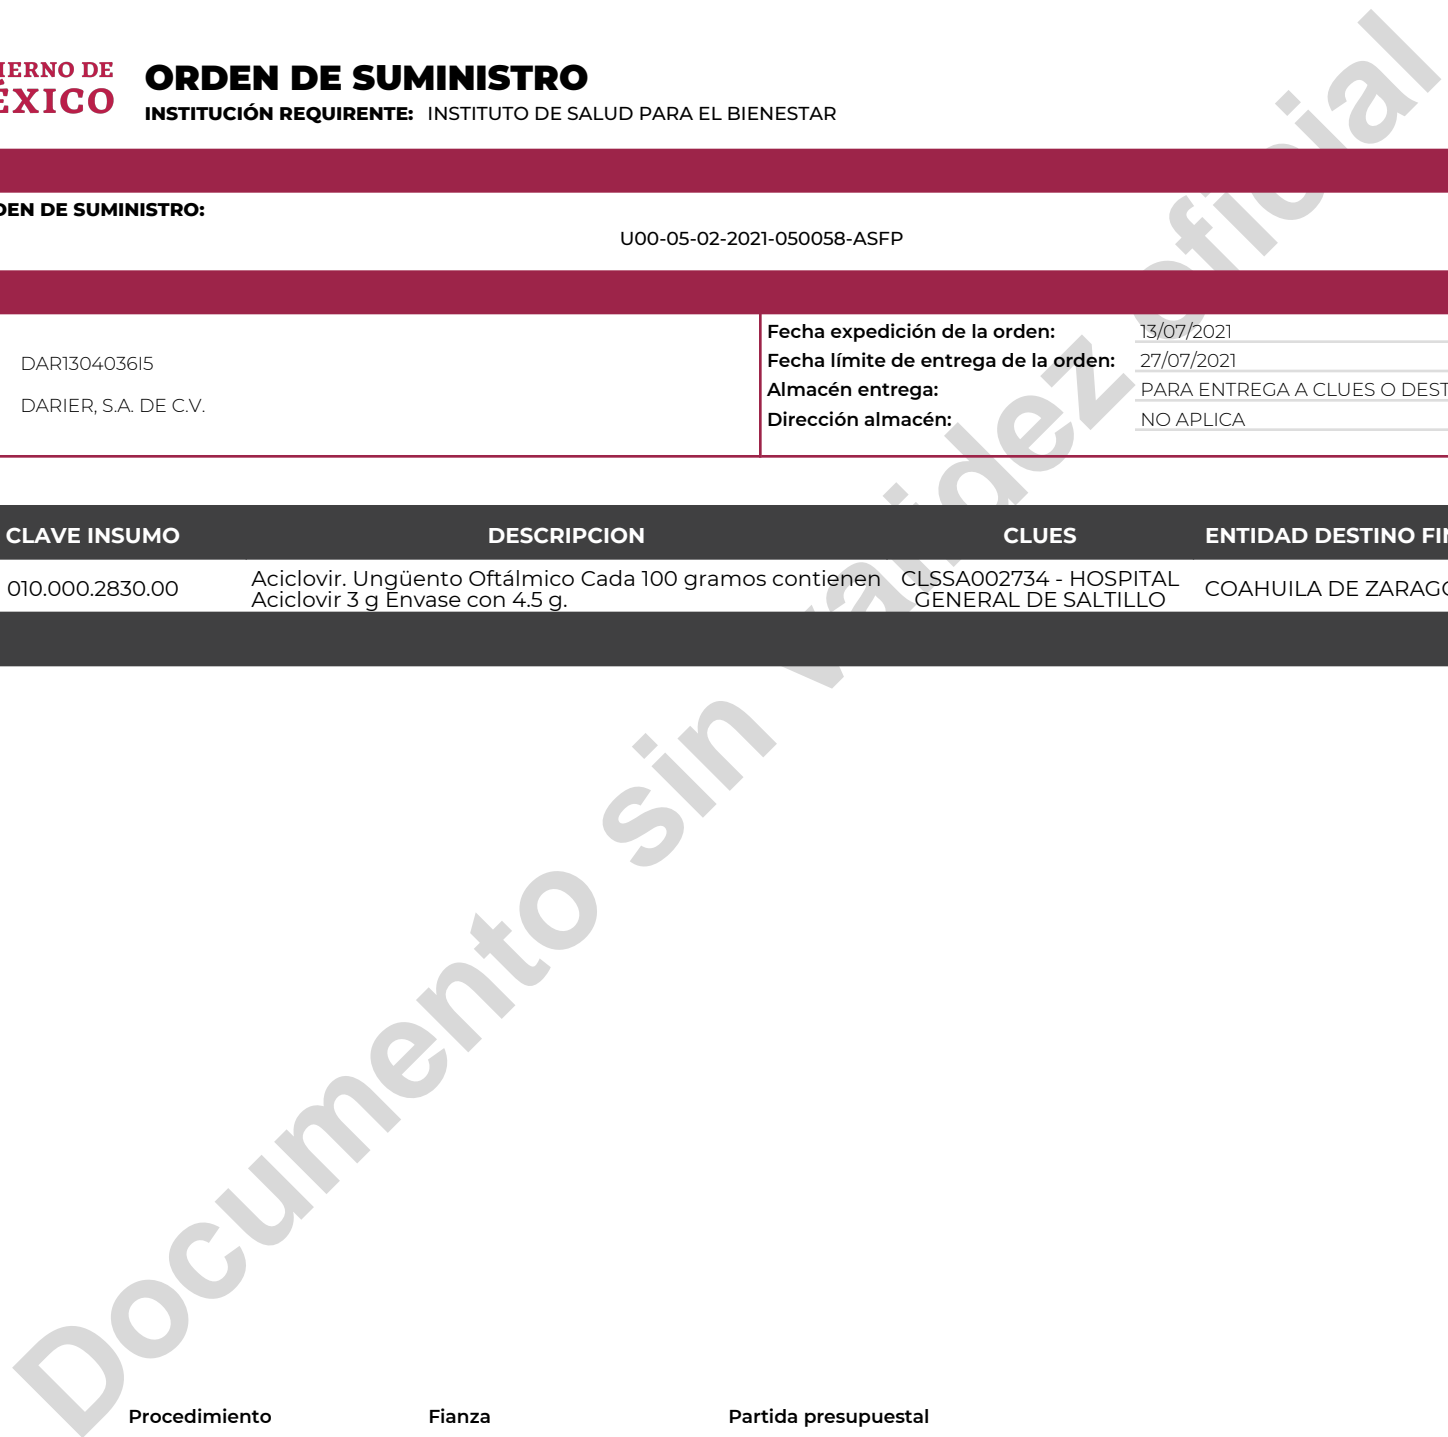 IERNO DE
ÉXICO
ORDEN DE SUMINISTRO
INSTITUCIÓN REQUIRENTE: INSTITUTO DE SALUD PARA EL BIENESTAR
DEN DE SUMINISTRO:
U00-05-02-2021-050058-ASFP
DAR1304036I5
DARIER, S.A. DE C.V.
Fecha expedición de la orden: 13/07/2021
Fecha límite de entrega de la orden: 27/07/2021
Almacén entrega: PARA ENTREGA A CLUES O DEST
Dirección almacén: NO APLICA
CLAVE INSUMO DESCRIPCION CLUES ENTIDAD DESTINO FIN
010.000.2830.00
Aciclovir. Ungüento Oftálmico Cada 100 gramos contienen
Aciclovir 3 g Envase con 4.5 g.
CLSSA002734 - HOSPITAL
GENERAL DE SALTILLO
COAHUILA DE ZARAGO
Documento sin validez oficial
Procedimiento Fianza Partida presupuestal